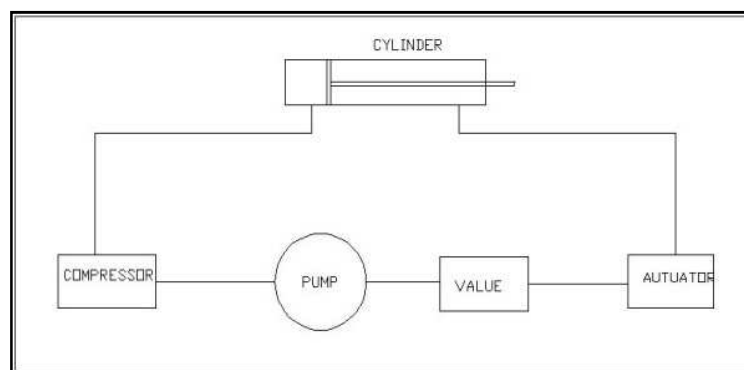 CYLINDER
COMPRESSOR
PUMP
VALUE
AUTUATOR